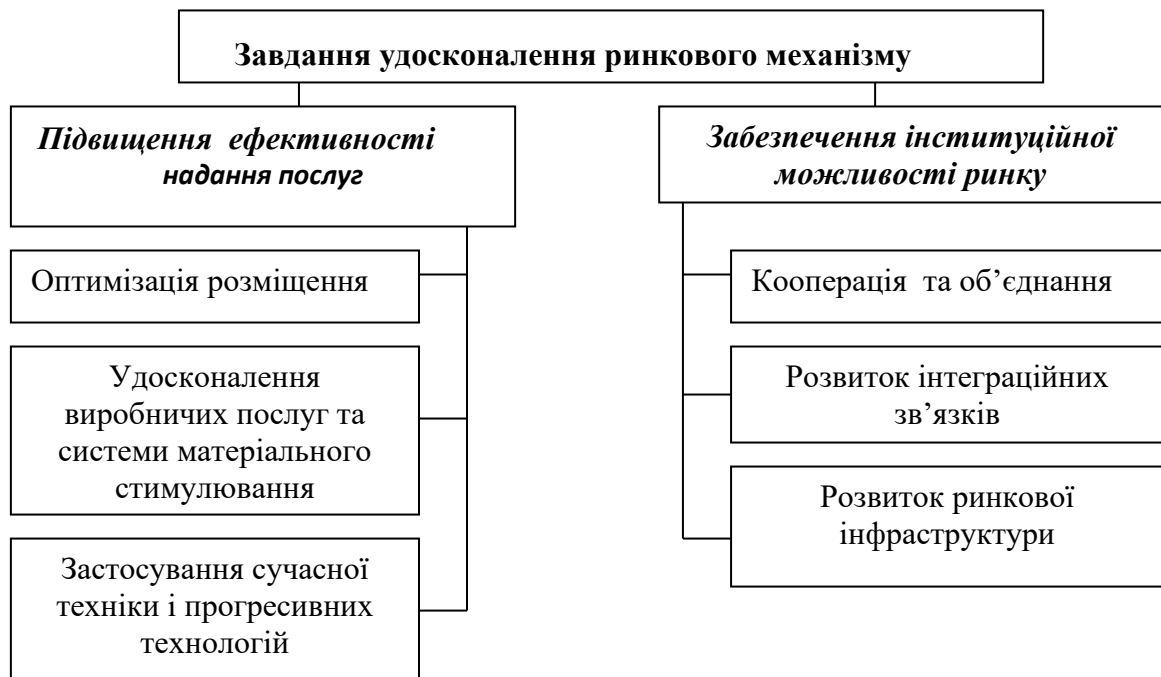 Завдання удосконалення ринкового механізму
Підвищення ефективності
надання послуг
Оптимізація розміщення
Удосконалення
виробничих послуг та
системи матеріального
стимулювання
Застосування сучасної
техніки і прогресивних
технологій
Забезпечення інституційної
можливості ринку
Кооперація та об’єднання
Розвиток інтеграційних
зв’язків
Розвиток ринкової
інфраструктури